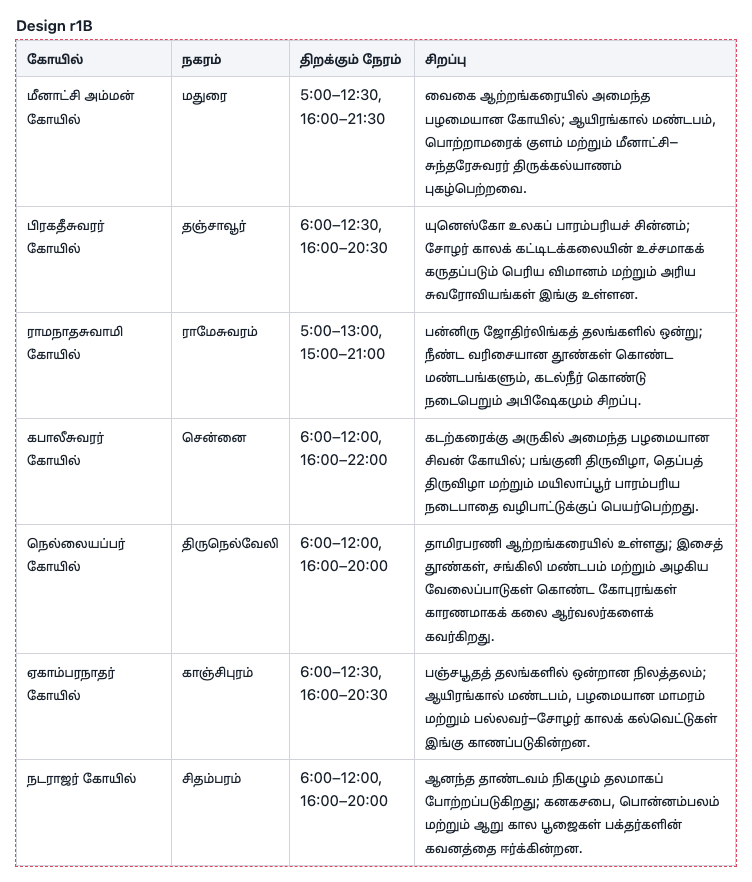 Design r1B
கோயில் நகரம் திறக்கும் நேரம் சிறப்பு
மீனாட்சி அம்மன் மதுரை 5:00–12:30, வைகை ஆற்றங்கரையில் அமைந்த
கோயில் 16:00–21:30 பழமையான கோயில்; ஆயிரங்கால் மண்டபம்,
பொற்றாமரைக் குளம் மற்றும் மீனாட்சி–
சுந்தரேசுவரர் திருக்கல்யாணம்
புகழ்பெற்றவை.
பிரகதீசுவரர் தஞ்சாவூர் 6:00–12:30, யுனெஸ்கோ உலகப் பாரம்பரியச் சின்னம்;
கோயில் 16:00–20:30 சோழர் காலக் கட்டிடக்கலையின் உச்சமாகக்
கருதப்படும் பெரிய விமானம் மற்றும் அரிய
சுவரோவியங்கள் இங்கு உள்ளன.
ராமநாதசுவாமி ராமேசுவரம் 5:00–13:00, பன்னிரு ஜோதிர்லிங்கத் தலங்களில் ஒன்று;
கோயில் 15:00–21:00 நீண்ட வரிசையான தூண்கள் கொண்ட
மண்டபங்களும், கடல்நீர் கொண்டு
நடைபெறும் அபிஷேகமும் சிறப்பு.
கபாலீசுவரர் சென்னை 6:00–12:00, கடற்கரைக்கு அருகில் அமைந்த பழமையான
கோயில் 16:00–22:00 சிவன் கோயில்; பங்குனி திருவிழா, தெப்பத்
திருவிழா மற்றும் மயிலாப்பூர் பாரம்பரிய
நடைபாதை வழிபாட்டுக்குப் பெயர்பெற்றது.
நெல்லையப்பர் திருநெல்வேலி 6:00–12:00, தாமிரபரணி ஆற்றங்கரையில் உள்ளது; இசைத்
கோயில் 16:00–20:00 தூண்கள், சங்கிலி மண்டபம் மற்றும் அழகிய
வேலைப்பாடுகள் கொண்ட கோபுரங்கள்
காரணமாகக் கலை ஆர்வலர்களைக்
கவர்கிறது.
ஏகாம்பரநாதர் காஞ்சிபுரம் 6:00–12:30, பஞ்சபூதத் தலங்களில் ஒன்றான நிலத்தலம்;
கோயில் 16:00–20:30 ஆயிரங்கால் மண்டபம், பழமையான மாமரம்
மற்றும் பல்லவர்–சோழர் காலக் கல்வெட்டுகள்
இங்கு காணப்படுகின்றன.
நடராஜர் கோயில் சிதம்பரம் 6:00–12:00, ஆனந்த தாண்டவம் நிகழும் தலமாகப்
16:00–20:00 போற்றப்படுகிறது; கனகசபை, பொன்னம்பலம்
மற்றும் ஆறு கால பூஜைகள் பக்தர்களின்
கவனத்தை ஈர்க்கின்றன.